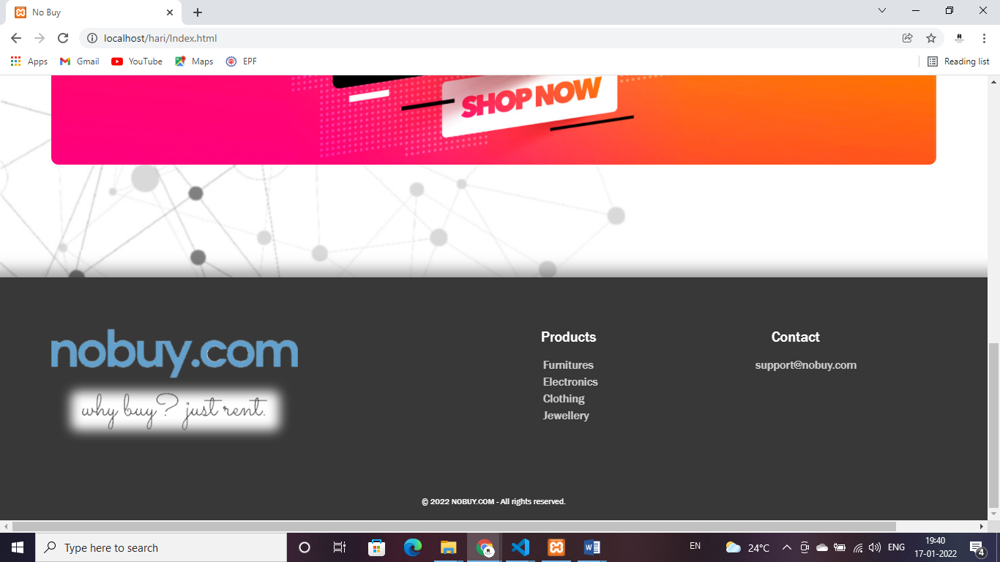 No Buy
localhost/hari/Index.html
Apps Gmail YouTube Maps EPF Reading list
SHOP NOW
nobuy.com
why buy? just rent.
Products
Furnitures
Electronics
Clothing
Jewellery
Contact
support@nobuy.com
© 2022 NOBUY.COM - All rights reserved.
Type here to search
EN
24°C
ENG
19:40
17-01-2022
4